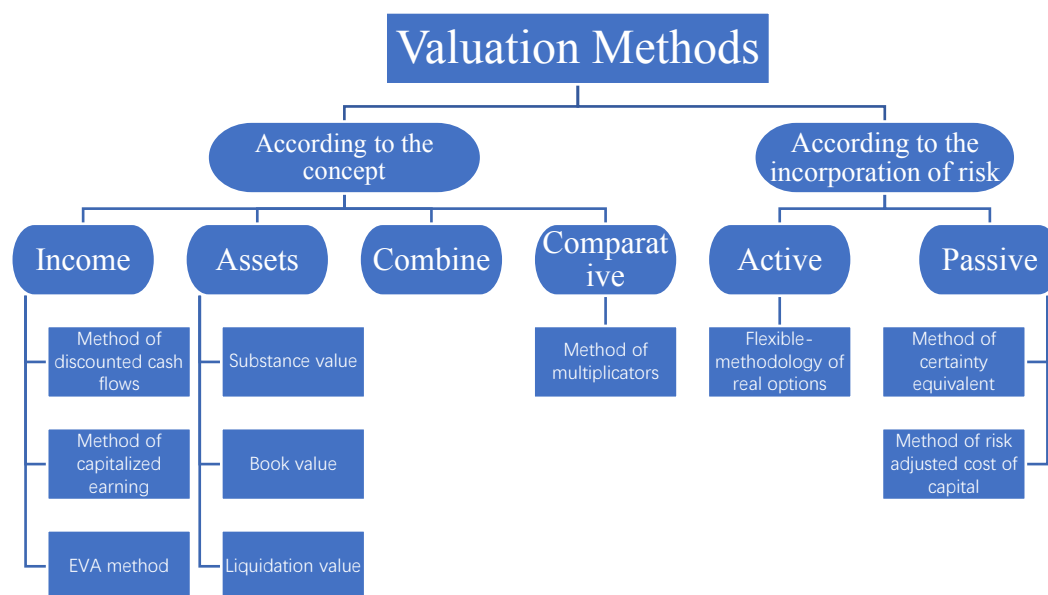 Valuation Methods
According to the
concept
According to the
incorporation of risk
Income
Assets
Combine
Comparat
ive
Active
Passive
Method of
discounted cash
flows
Substance value
Method of
multiplicators
Flexible-
methodology of
real options
Method of
certainty
equivalent
Method of
capitalized
earning
Book value
Method of risk
adjusted cost of
capital
EVA method
Liquidation value